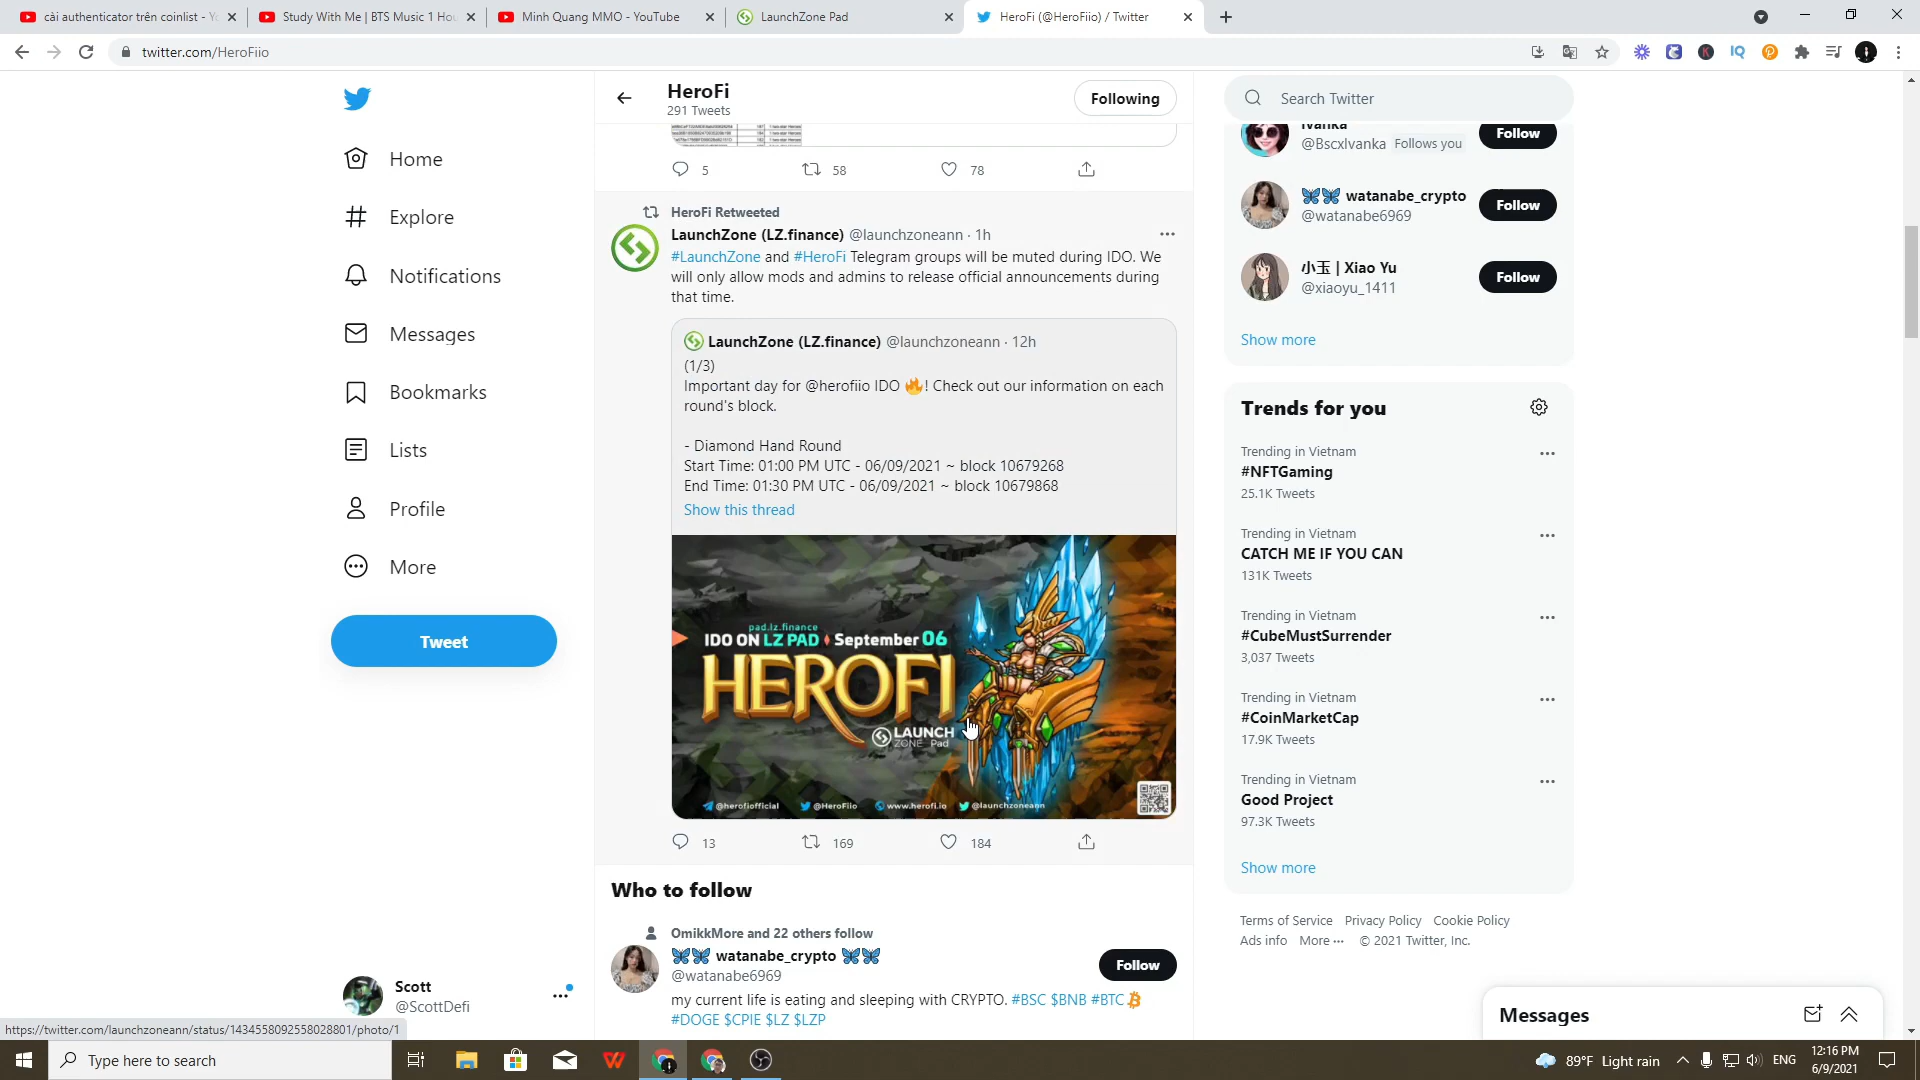 cài authenticator trên coinlist - Y
Study With Me | BTS Music 1 Hou
Minh Quang MMO - YouTube
LaunchZone Pad
HeroFi (@HeroFiio) / Twitter
twitter.com/HeroFiio
HeroFi
291 Tweets
Following
Search Twitter
Home
Explore
Notifications
Messages
Bookmarks
Lists
Profile
More
Tweet
Scott
@ScottDefi
5
58
78
HeroFi Retweeted
LaunchZone (LZ.finance) @launchzoneann · 1h
#LaunchZone and #HeroFi Telegram groups will be muted during IDO. We
will only allow mods and admins to release official announcements during
that time.
LaunchZone (LZ.finance) @launchzoneann · 12h
(1/3)
Important day for @herofiio IDO 🔥! Check out our information on each
round's block.
- Diamond Hand Round
Start Time: 01:00 PM UTC - 06/09/2021 ~ block 10679268
End Time: 01:30 PM UTC - 06/09/2021 ~ block 10679868
Show this thread
pad.lz.finance
IDO ON LZ PAD ♦ September 06
HEROFI
LAUNCH
ZONE Pad
@herofiofficial @HeroFiio www.herofi.io @launchzoneann
13
169
184
Who to follow
OmikkMore and 22 others follow
🦋🦋 watanabe_crypto 🦋🦋
@watanabe6969
Follow
my current life is eating and sleeping with CRYPTO. #BSC $BNB #BTC
#DOGE $CPIE $LZ $LZP
Ivanka
@BscxIvanka Follows you
Follow
🦋🦋 watanabe_crypto
@watanabe6969
Follow
小玉 | Xiao Yu
@xiaoyu_1411
Follow
Show more
Trends for you
Trending in Vietnam
#NFTGaming
25.1K Tweets
Trending in Vietnam
CATCH ME IF YOU CAN
131K Tweets
Trending in Vietnam
#CubeMustSurrender
3,037 Tweets
Trending in Vietnam
#CoinMarketCap
17.9K Tweets
Trending in Vietnam
Good Project
97.3K Tweets
Show more
Terms of Service Privacy Policy Cookie Policy
Ads info More ··· © 2021 Twitter, Inc.
Messages
https://twitter.com/launchzoneann/status/1434558092558028801/photo/1
Type here to search
89°F Light rain
ENG
12:16 PM
6/9/2021